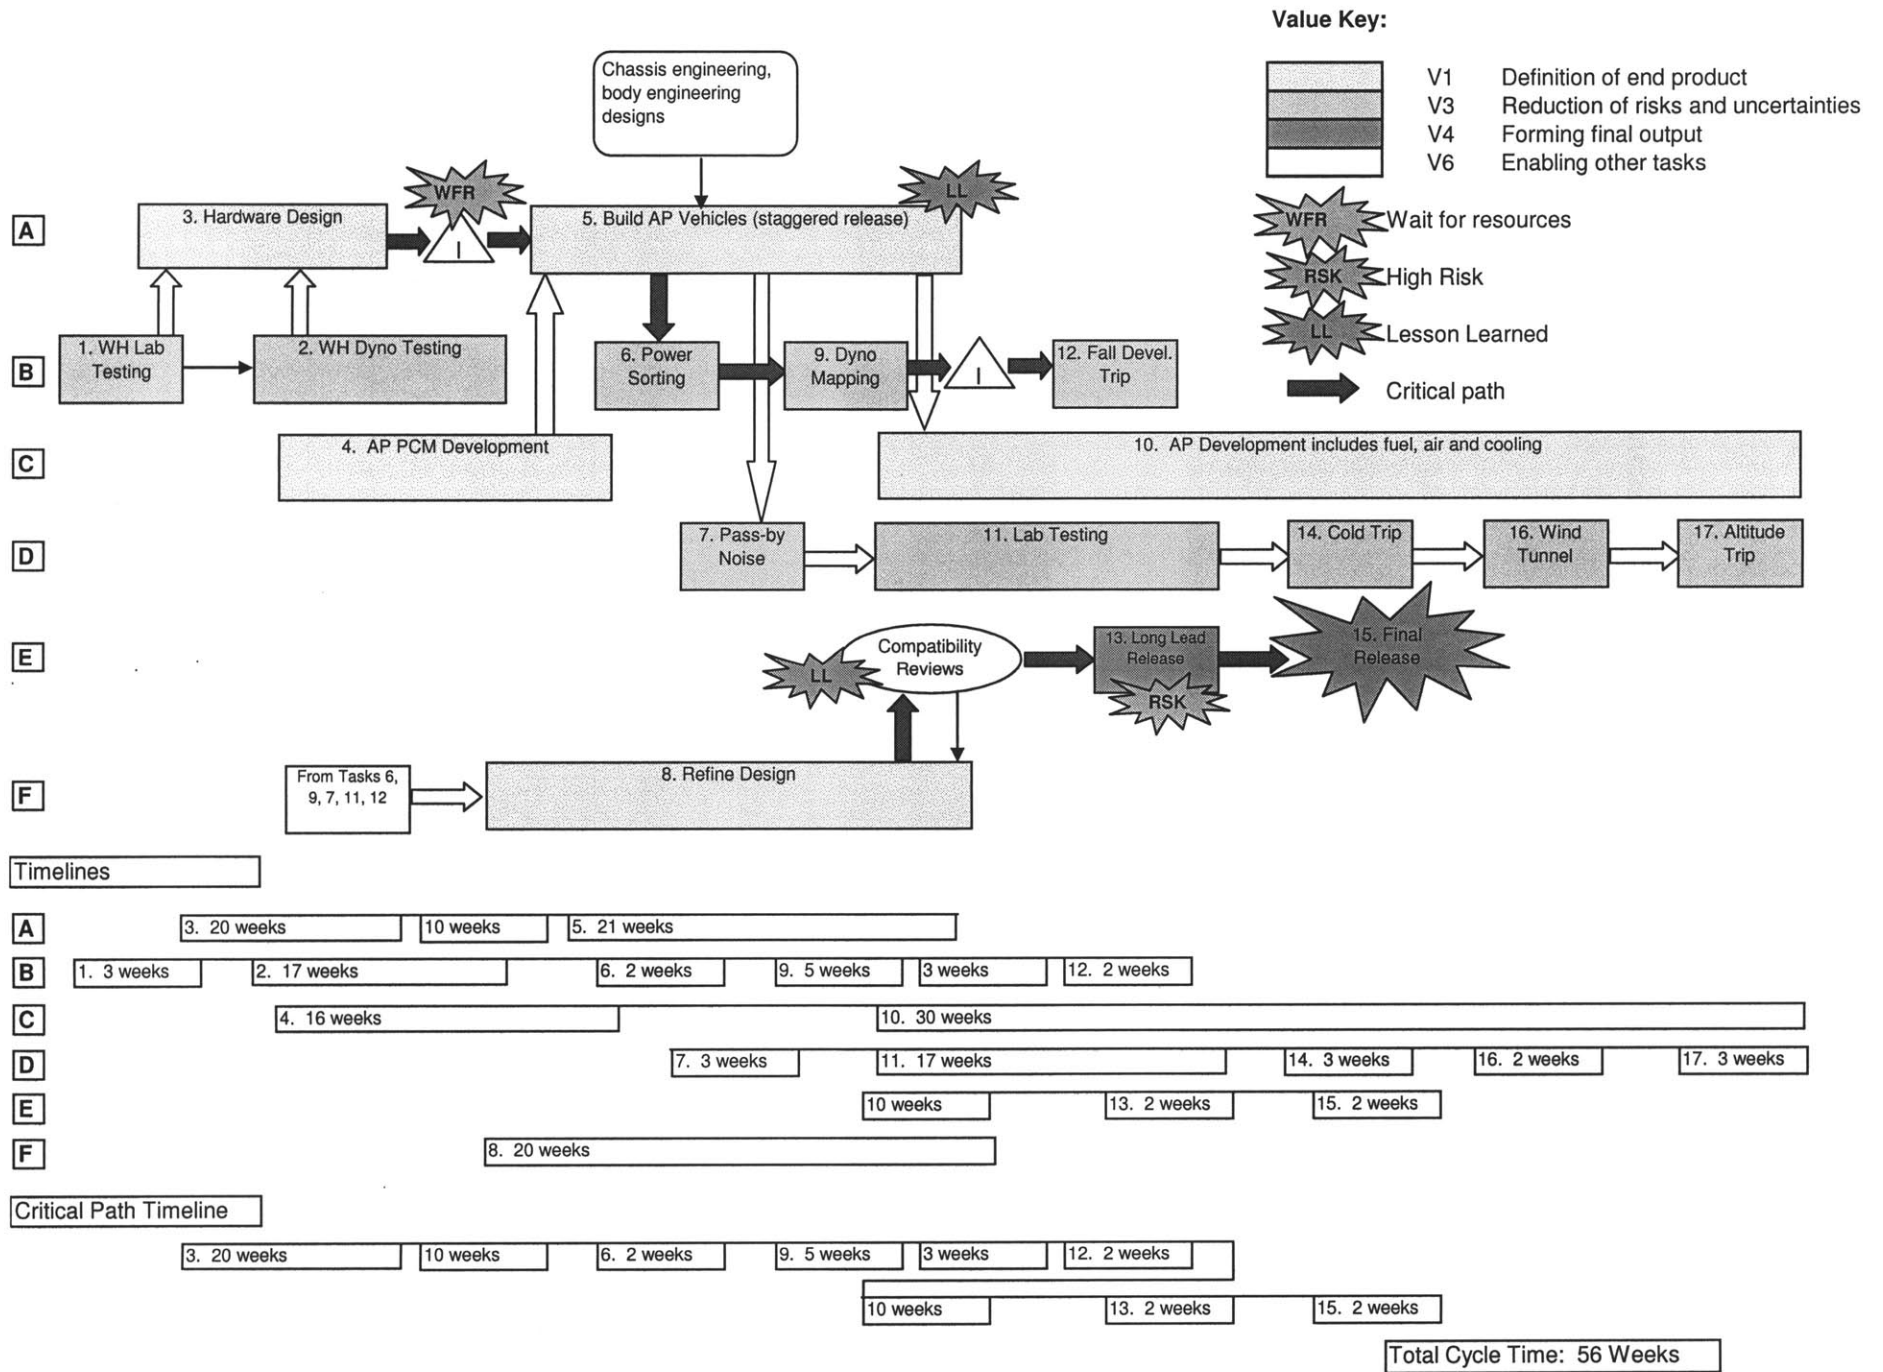 Value Key:
V1 Definition of end product
V3 Reduction of risks and uncertainties
V4 Forming final output
V6 Enabling other tasks
WFR Wait for resources
RSK High Risk
LL Lesson Learned
Critical path
Chassis engineering,
body engineering
designs
A
3. Hardware Design
WFR
I
5. Build AP Vehicles (staggered release)
LL
B
1. WH Lab
Testing
2. WH Dyno Testing
6. Power
Sorting
9. Dyno
Mapping
I
12. Fall Devel.
Trip
C
4. AP PCM Development
10. AP Development includes fuel, air and cooling
D
7. Pass-by
Noise
11. Lab Testing
14. Cold Trip
16. Wind
Tunnel
17. Altitude
Trip
E
LL
Compatibility
Reviews
13. Long Lead
Release
RSK
15. Final
Release
F
From Tasks 6,
9, 7, 11, 12
8. Refine Design
Timelines
A
3. 20 weeks
10 weeks
5. 21 weeks
B
1. 3 weeks
2. 17 weeks
6. 2 weeks
9. 5 weeks
3 weeks
12. 2 weeks
C
4. 16 weeks
10. 30 weeks
D
7. 3 weeks
11. 17 weeks
14. 3 weeks
16. 2 weeks
17. 3 weeks
E
10 weeks
13. 2 weeks
15. 2 weeks
F
8. 20 weeks
Critical Path Timeline
3. 20 weeks
10 weeks
6. 2 weeks
9. 5 weeks
3 weeks
12. 2 weeks
10 weeks
13. 2 weeks
15. 2 weeks
Total Cycle Time: 56 Weeks